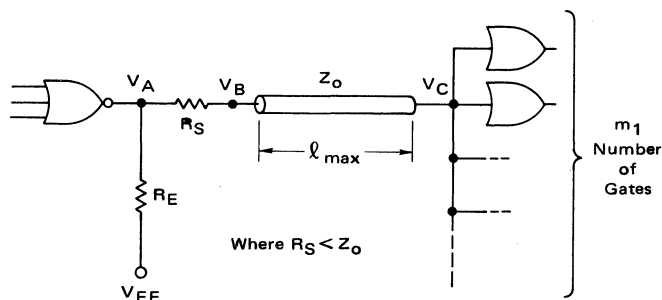 V_A
R_S
V_B
Z_o
V_C
ℓ_max
R_E
Where R_S < Z_o
V_EE
m_1
Number
of
Gates